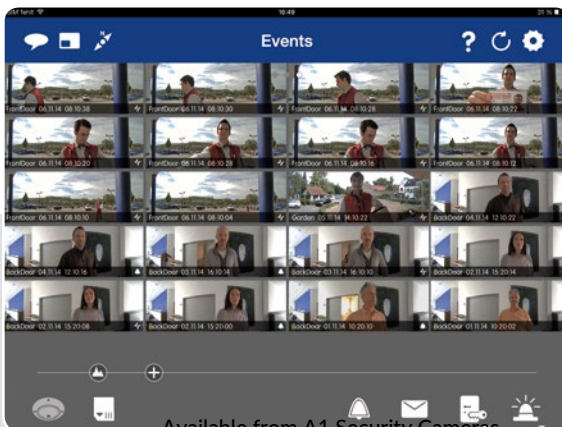 SIM fehlt 16:49 31 %
Events
?
FrontDoor 06.11.14 08:10:38 FrontDoor 06.11.14 08:10:30 FrontDoor 06.11.14 08:10:28 FrontDoor 06.11.14 08:10:22
FrontDoor 06.11.14 08:10:20 FrontDoor 06.11.14 08:10:28 FrontDoor 06.11.14 08:10:16 FrontDoor 06.11.14 08:10:12
FrontDoor 06.11.14 08:10:10 FrontDoor 06.11.14 08:10:04 Garden 05.11.14 14:10:22 BackDoor 04.11.14 12:10:22
BackDoor 04.11.14 12:10:16 BackDoor 03.11.14 16:10:14 BackDoor 03.11.14 16:10:10 BackDoor 02.11.14 15:20:14
BackDoor 02.11.14 15:20:08 BackDoor 02.11.14 15:20:00 BackDoor 01.11.14 10:20:10 BackDoor 01.11.14 10:20:02
Available from A1 Security Cameras